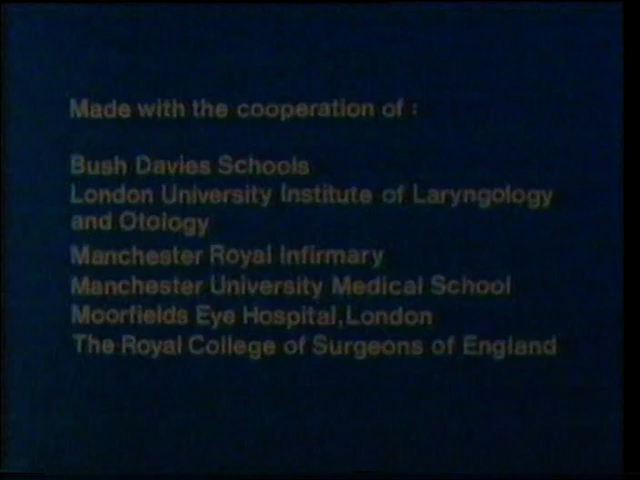 Made with the cooperation of :
Bush Davies Schools
London University Institute of Laryngology
and Otology
Manchester Royal Infirmary
Manchester University Medical School
Moorfields Eye Hospital,London
The Royal College of Surgeons of England